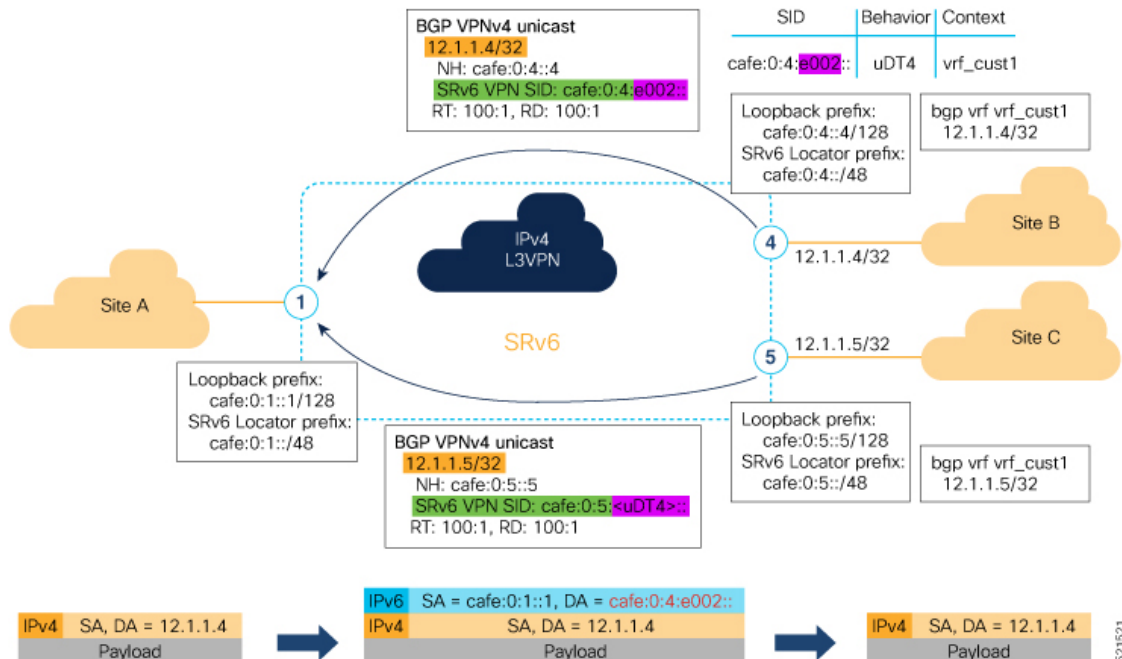 BGP VPNv4 unicast
12.1.1.4/32
NH: cafe:0:4::4
SRv6 VPN SID: cafe:0:4:e002::
RT: 100:1, RD: 100:1
SID Behavior Context
cafe:0:4:e002:: uDT4 vrf_cust1
Loopback prefix:
cafe:0:4::4/128
SRv6 Locator prefix:
cafe:0:4::/48
bgp vrf vrf_cust1
12.1.1.4/32
IPv4
L3VPN
4
12.1.1.4/32
Site B
Site A
1
SRv6
5
12.1.1.5/32
Site C
Loopback prefix:
cafe:0:1::1/128
SRv6 Locator prefix:
cafe:0:1::/48
BGP VPNv4 unicast
12.1.1.5/32
NH: cafe:0:5::5
SRv6 VPN SID: cafe:0:5:<uDT4>::
RT: 100:1, RD: 100:1
Loopback prefix:
cafe:0:5::5/128
SRv6 Locator prefix:
cafe:0:5::/48
bgp vrf vrf_cust1
12.1.1.5/32
IPv4 SA, DA = 12.1.1.4
Payload
IPv6 SA = cafe:0:1::1, DA = cafe:0:4:e002::
IPv4 SA, DA = 12.1.1.4
Payload
IPv4 SA, DA = 12.1.1.4
Payload
521521